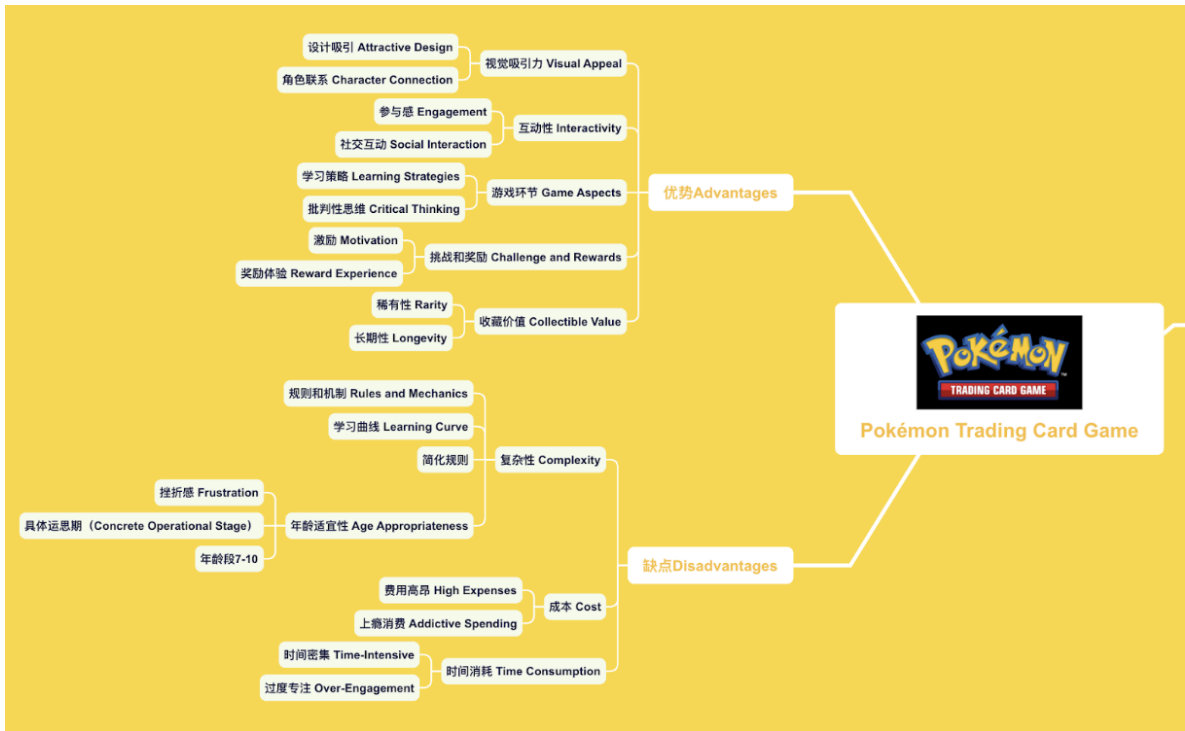 设计吸引 Attractive Design
角色联系 Character Connection
视觉吸引力 Visual Appeal
参与感 Engagement
社交互动 Social Interaction
互动性 Interactivity
学习策略 Learning Strategies
批判性思维 Critical Thinking
游戏环节 Game Aspects
激励 Motivation
奖励体验 Reward Experience
挑战和奖励 Challenge and Rewards
稀有性 Rarity
长期性 Longevity
收藏价值 Collectible Value
优势Advantages
POKéMON
TRADING CARD GAME
Pokémon Trading Card Game
规则和机制 Rules and Mechanics
学习曲线 Learning Curve
简化规则
复杂性 Complexity
挫折感 Frustration
具体运思期（Concrete Operational Stage）
年龄段7-10
年龄适宜性 Age Appropriateness
费用高昂 High Expenses
上瘾消费 Addictive Spending
成本 Cost
时间密集 Time-Intensive
过度专注 Over-Engagement
时间消耗 Time Consumption
缺点Disadvantages